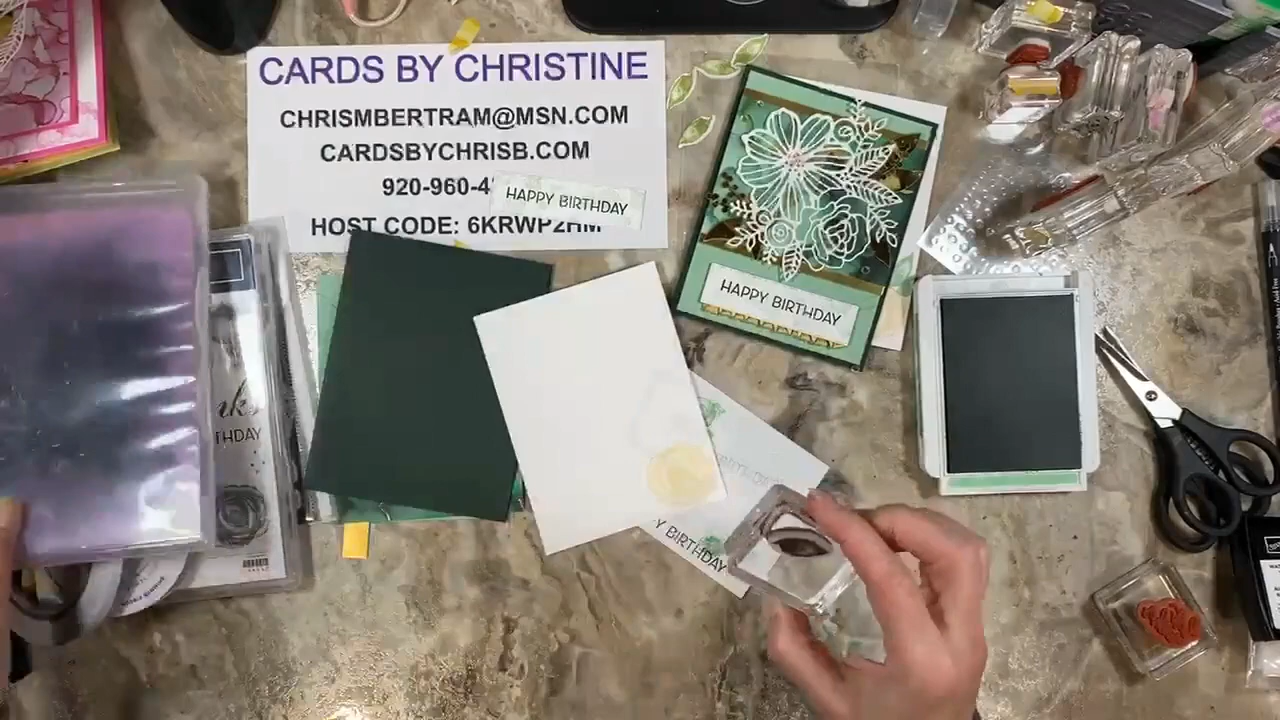 CARDS BY CHRISTINE
CHRISMBERTRAM@MSN.COM
CARDSBYCHRISB.COM
920-960-4
HAPPY BIRTHDAY
HOST CODE: 6KRWP2HM
HAPPY BIRTHDAY
THDAY
Y BIRTHDAY